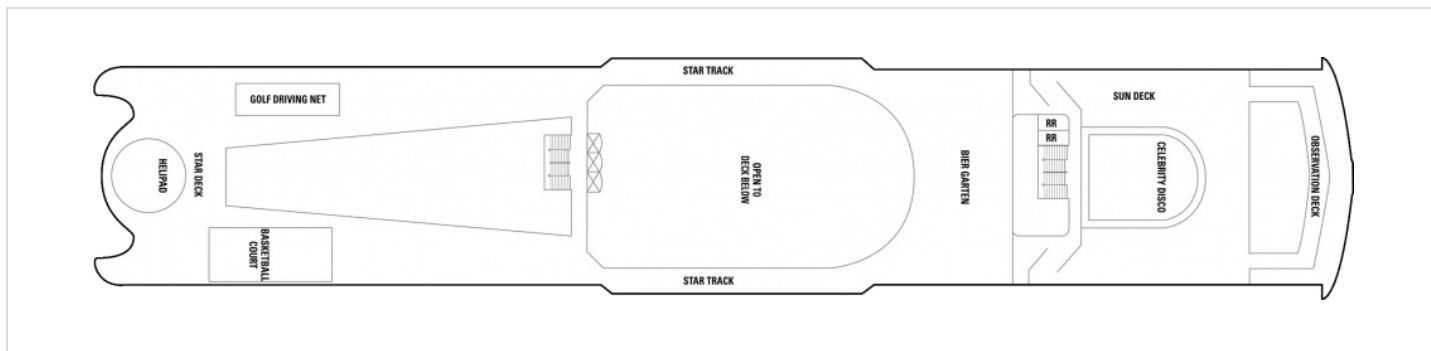 STAR TRACK
GOLF DRIVING NET
SUN DECK
RR
RR
HELIPAD
STAR DECK
OPEN TO
DECK BELOW
BIER GARTEN
CELEBRITY DISCO
OBSERVATION DECK
BASKETBALL
COURT
STAR TRACK